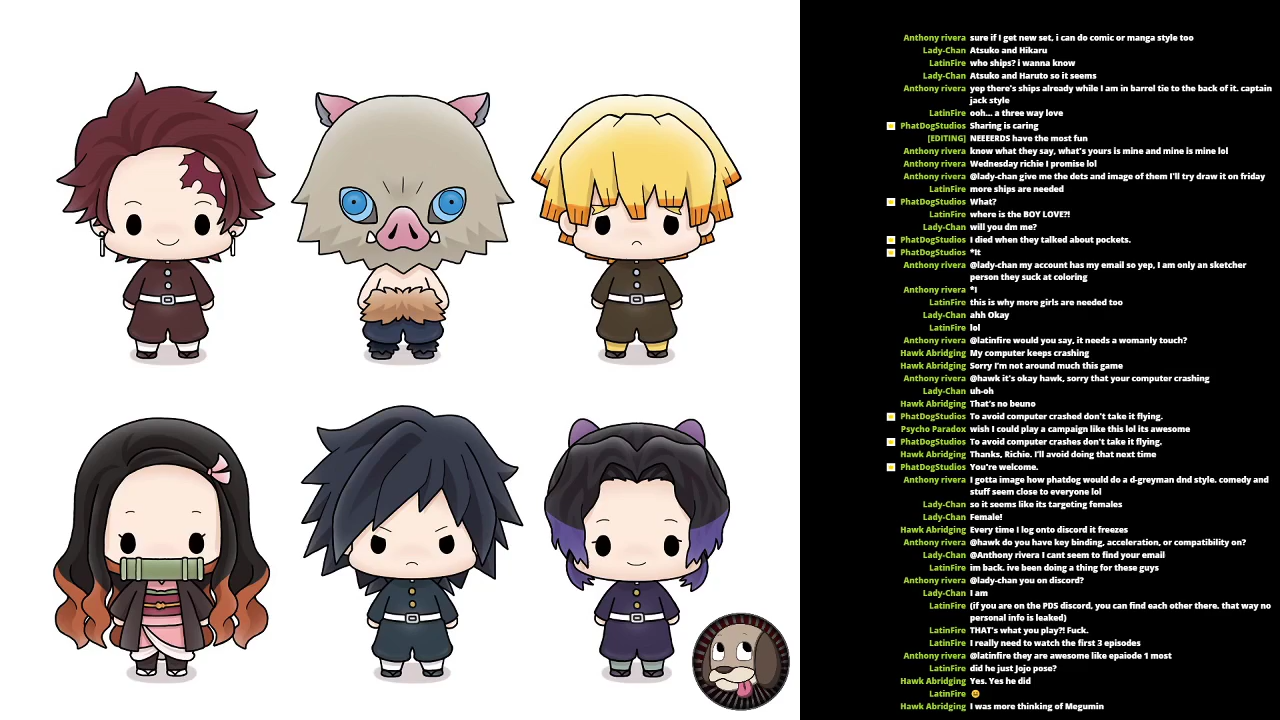 Anthony rivera sure if I get new set, i can do comic or manga style too
Lady-Chan Atsuko and Hikaru
LatinFire who ships? i wanna know
Lady-Chan Atsuko and Haruto so it seems
Anthony rivera yep there's ships already while I am in barrel tie to the back of it. captain
jack style
LatinFire ooh... a three way love
PhatDogStudios Sharing is caring
[EDITING] NEEEERDS have the most fun
Anthony rivera know what they say, what's yours is mine and mine is mine lol
Anthony rivera Wednesday richie I promise lol
Anthony rivera @lady-chan give me the dets and image of them I'll try draw it on friday
LatinFire more ships are needed
PhatDogStudios What?
LatinFire where is the BOY LOVE?!
Lady-Chan will you dm me?
PhatDogStudios I died when they talked about pockets.
PhatDogStudios *It
Anthony rivera @lady-chan my account has my email so yep, I am only an sketcher
person they suck at coloring
Anthony rivera *I
LatinFire this is why more girls are needed too
Lady-Chan ahh Okay
LatinFire lol
Anthony rivera @latinfire would you say, it needs a womanly touch?
Hawk Abridging My computer keeps crashing
Hawk Abridging Sorry I'm not around much this game
Anthony rivera @hawk it's okay hawk, sorry that your computer crashing
Lady-Chan uh-oh
Hawk Abridging That's no beuno
PhatDogStudios To avoid computer crashed don't take it flying.
Psycho Paradox wish I could play a campaign like this lol its awesome
PhatDogStudios To avoid computer crashes don't take it flying.
Hawk Abridging Thanks, Richie. I'll avoid doing that next time
PhatDogStudios You're welcome.
Anthony rivera I gotta image how phatdog would do a d-greyman dnd style. comedy and
stuff seem close to everyone lol
Lady-Chan so it seems like its targeting females
Lady-Chan Female!
Hawk Abridging Every time I log onto discord it freezes
Anthony rivera @hawk do you have key binding, acceleration, or compatibility on?
Lady-Chan @Anthony rivera I cant seem to find your email
LatinFire im back. ive been doing a thing for these guys
Anthony rivera @lady-chan you on discord?
Lady-Chan I am
LatinFire (if you are on the PDS discord, you can find each other there. that way no
personal info is leaked)
LatinFire THAT's what you play?! Fuck.
LatinFire I really need to watch the first 3 episodes
Anthony rivera @latinfire they are awesome like epaiode 1 most
LatinFire did he just Jojo pose?
Hawk Abridging Yes. Yes he did
LatinFire
Hawk Abridging I was more thinking of Megumin